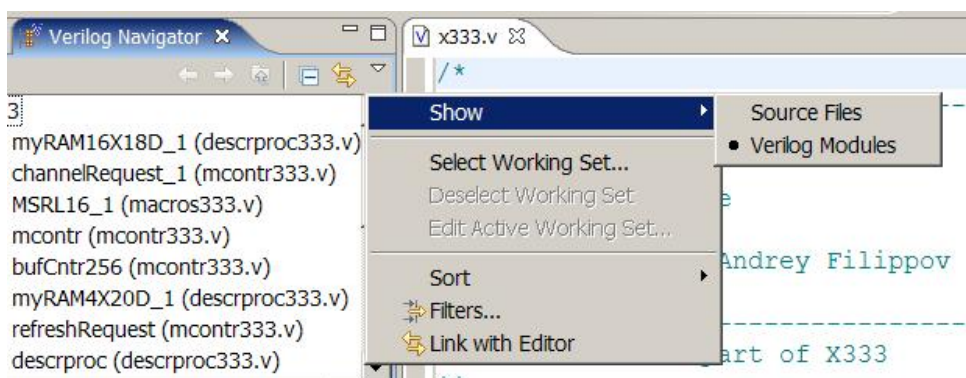 Verilog Navigator
x333.v
/*
3
myRAM16X18D_1 (descrproc333.v)
channelRequest_1 (mcontr333.v)
MSRL16_1 (macros333.v)
mcontr (mcontr333.v)
bufCntr256 (mcontr333.v)
myRAM4X20D_1 (descrproc333.v)
refreshRequest (mcontr333.v)
descrproc (descrproc333.v)
Show
Select Working Set...
Deselect Working Set
Edit Active Working Set...
Sort
Filters...
Link with Editor
Source Files
Verilog Modules
e
Andrey Filippov
-----------------
art of X333